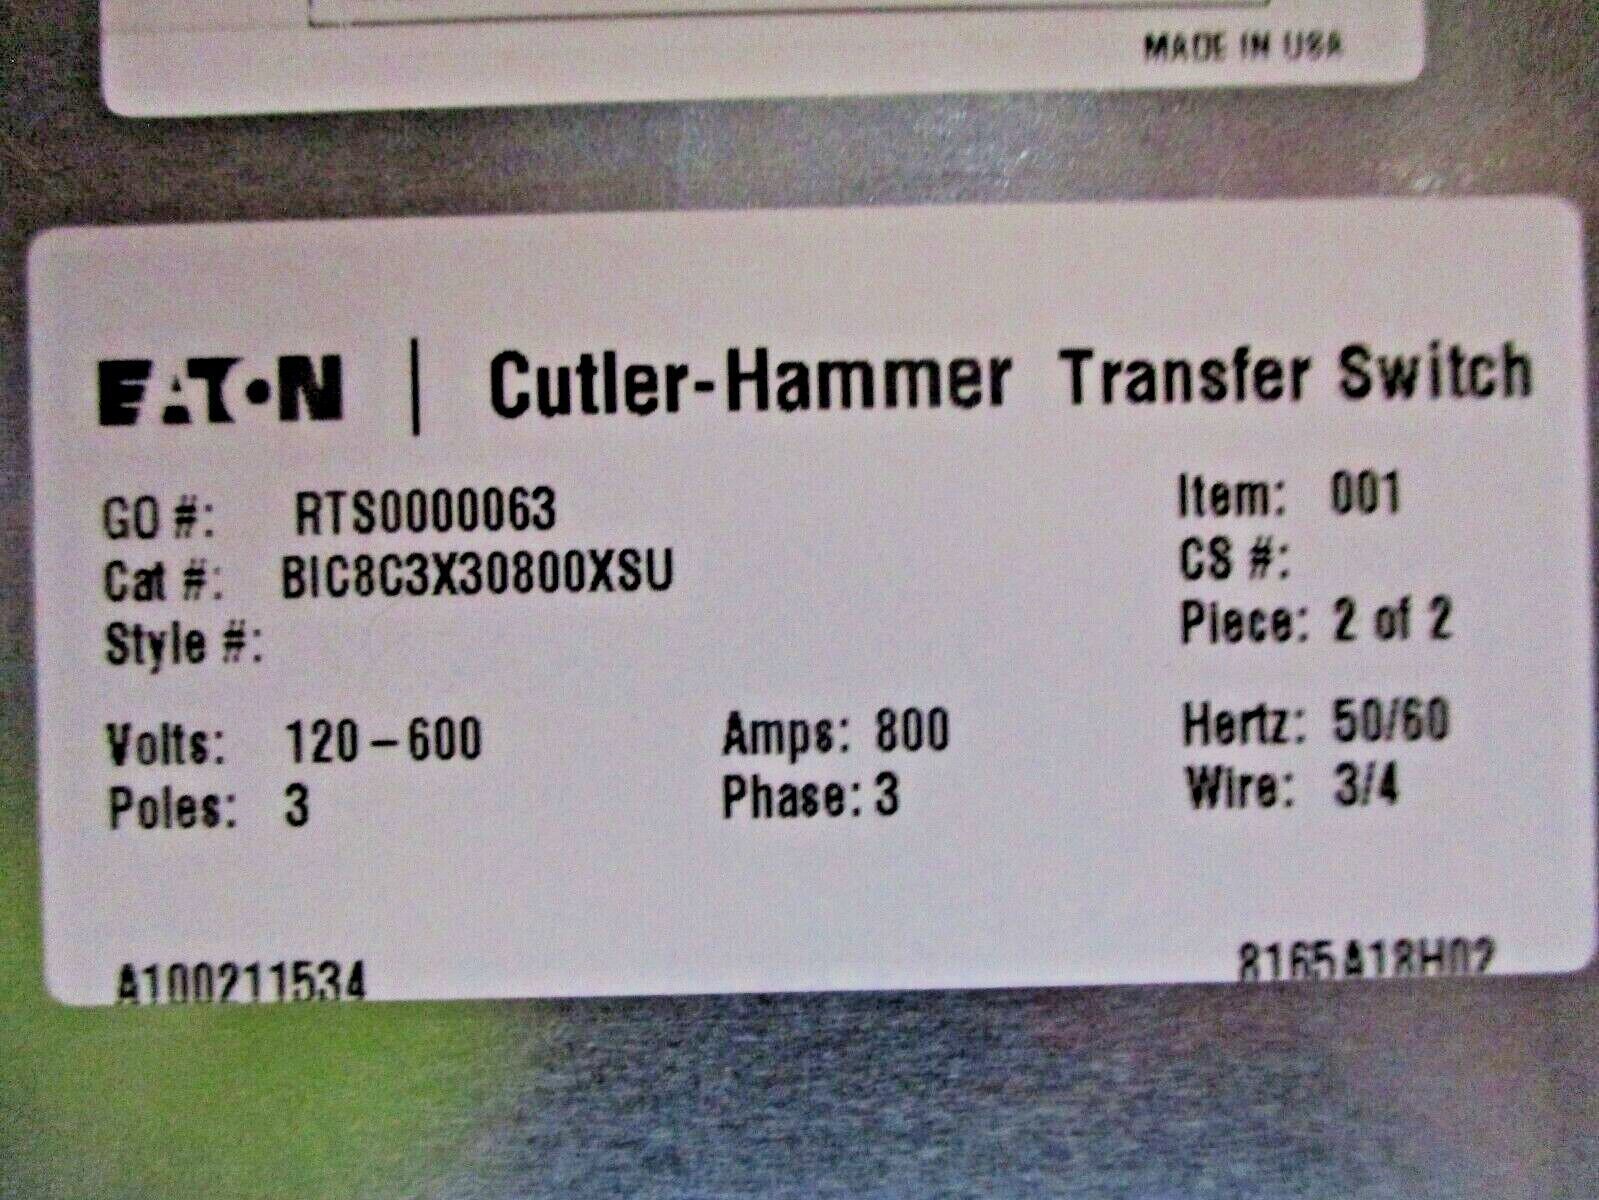 MADE IN USA
EATON | Cutler-Hammer Transfer Switch
GO #: RTS0000063 Item: 001
Cat #: BIC8C3X30800XSU CS #:
Style #: Piece: 2 of 2
Volts: 120-600 Amps: 800 Hertz: 50/60
Poles: 3 Phase: 3 Wire: 3/4
A100211534 8165A18H02